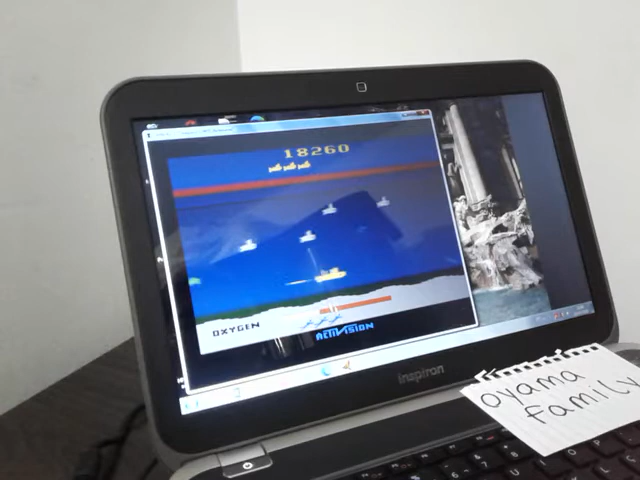 18260
OXYGEN
ACTIVISION
inspiron
oyama
family